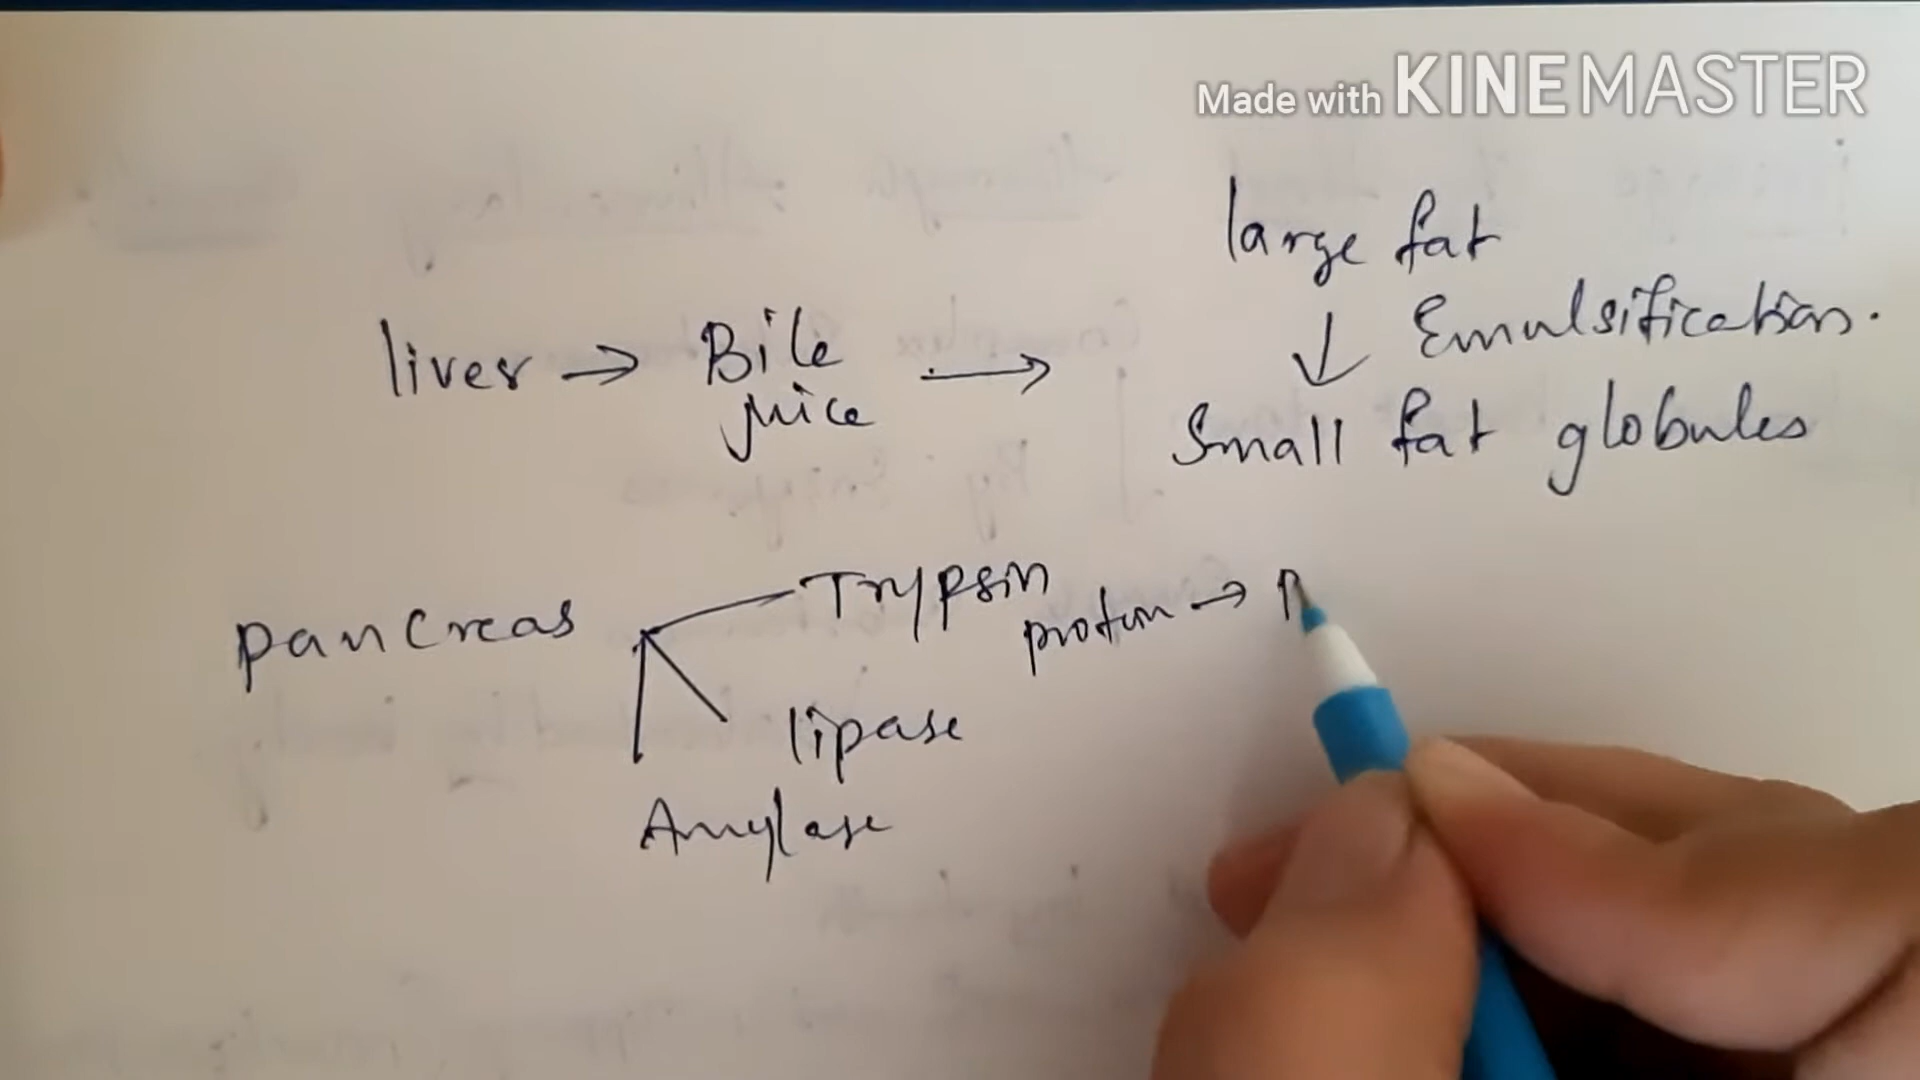 Made with KINEMASTER
large fat
↓ Emulsification.
liver → Bile juice →
Small fat globules
pancreas
Trypsin
protein → P
lipase
Amylase